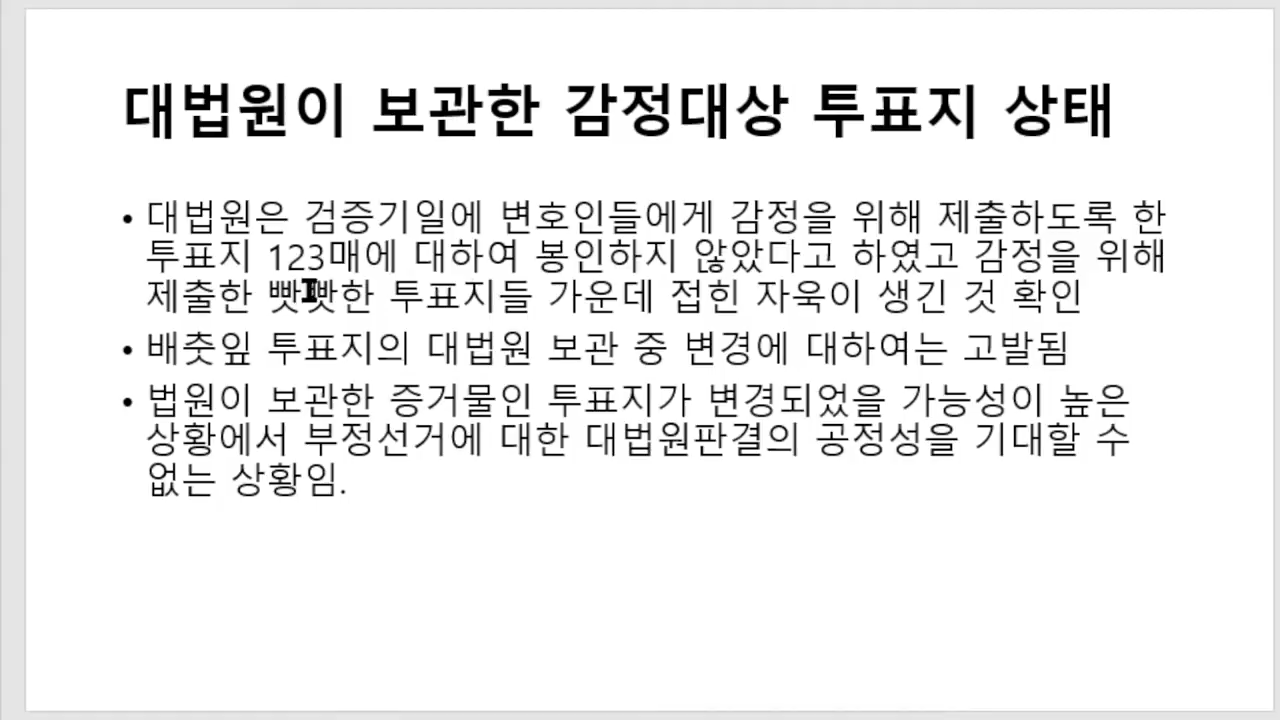 대법원이 보관한 감정대상 투표지 상태
• 대법원은 검증기일에 변호인들에게 감정을 위해 제출하도록 한
투표지 123매에 대하여 봉인하지 않았다고 하였고 감정을 위해
제출한 빳빳한 투표지들 가운데 접힌 자욱이 생긴 것 확인
• 배춧잎 투표지의 대법원 보관 중 변경에 대하여는 고발됨
• 법원이 보관한 증거물인 투표지가 변경되었을 가능성이 높은
상황에서 부정선거에 대한 대법원판결의 공정성을 기대할 수
없는 상황임.